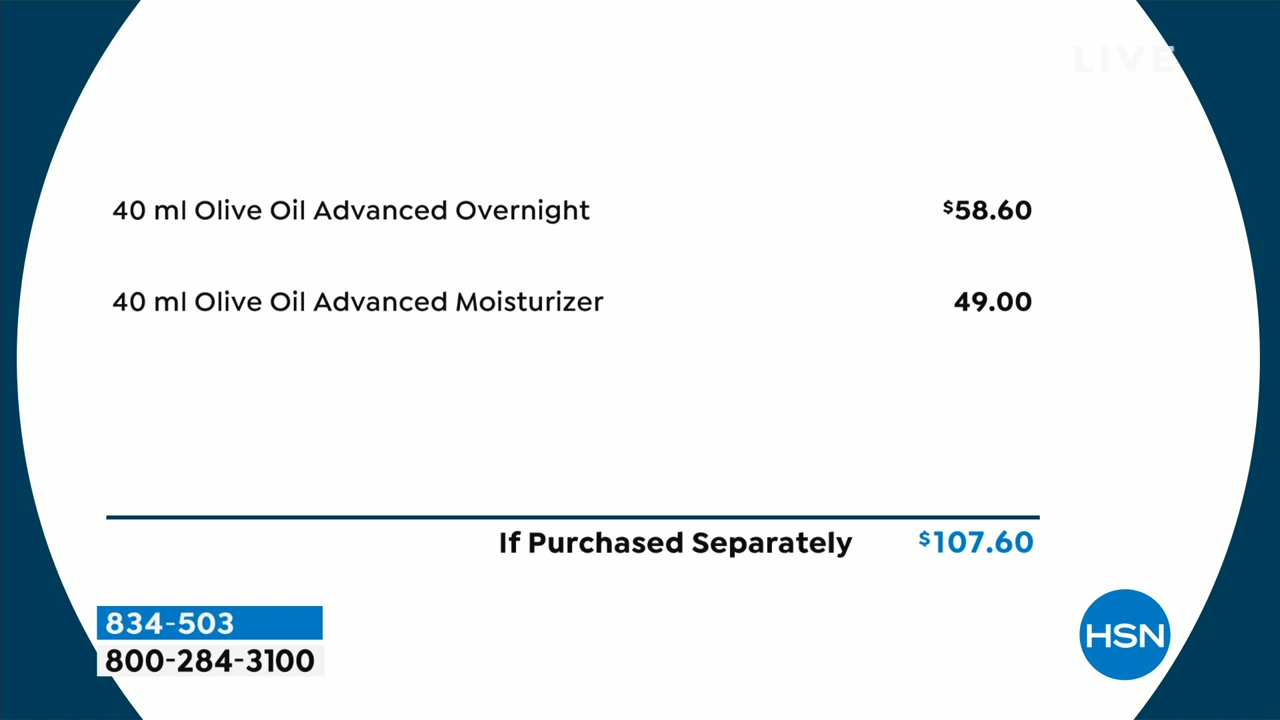 LIVE
40 ml Olive Oil Advanced Overnight $58.60
40 ml Olive Oil Advanced Moisturizer 49.00
If Purchased Separately $107.60
834-503
800-284-3100
HSN